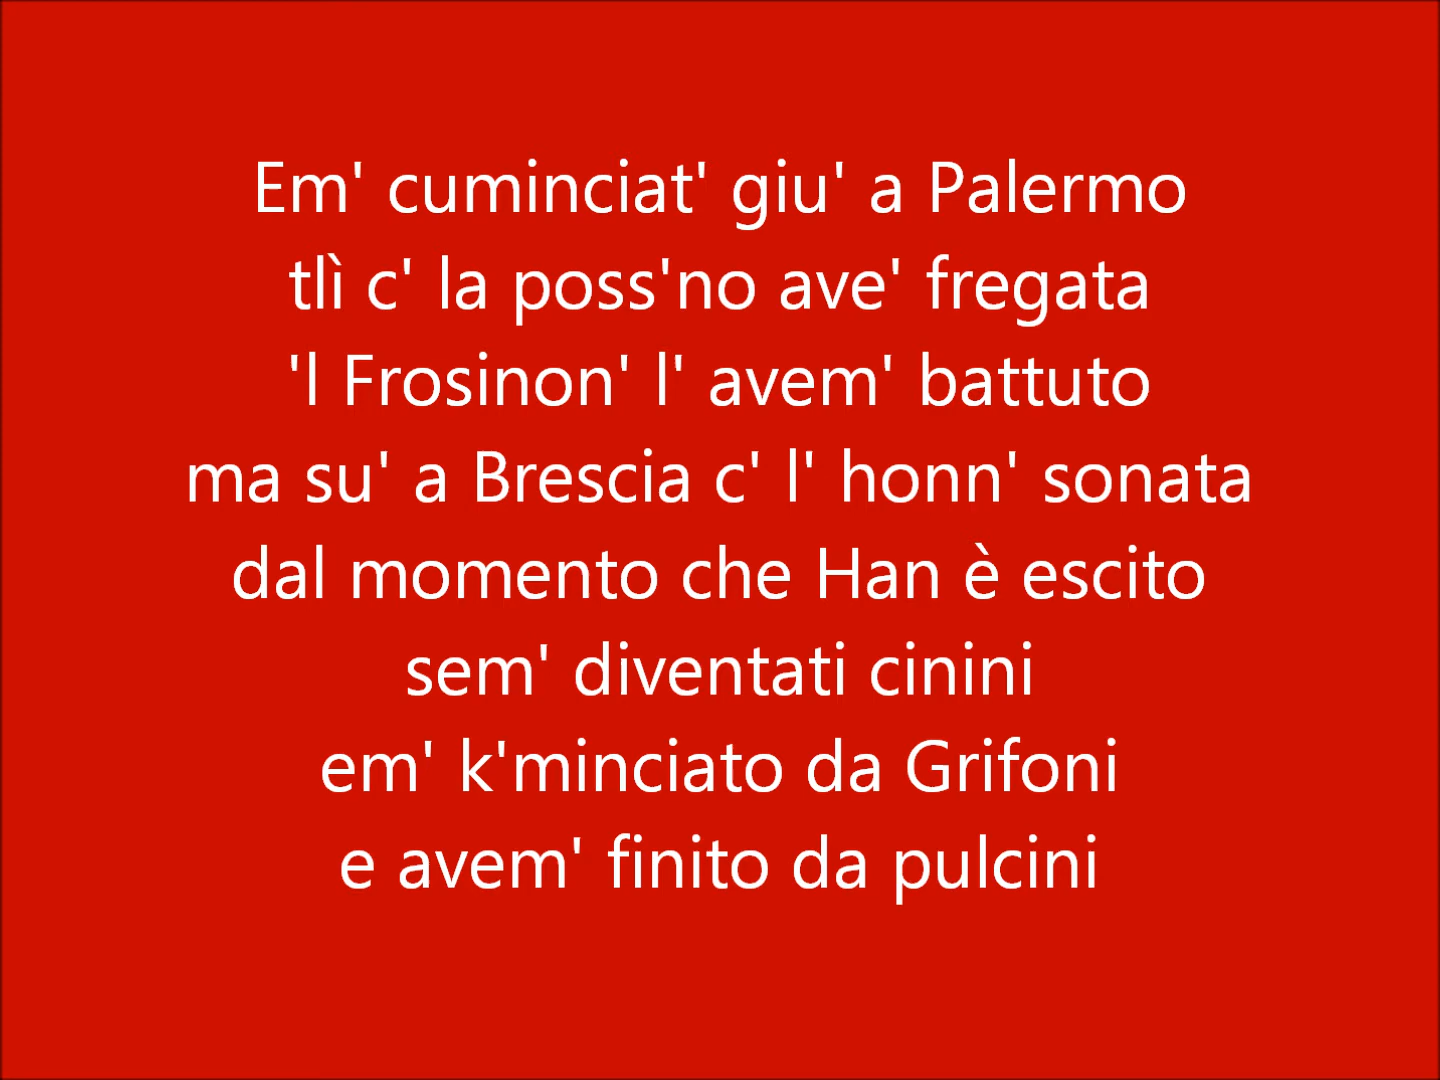 Em' cuminciat' giu' a Palermo
tlì c' la poss'no ave' fregata
'l Frosinon' l' avem' battuto
ma su' a Brescia c' l' honn' sonata
dal momento che Han è escito
sem' diventati cinini
em' k'minciato da Grifoni
e avem' finito da pulcini